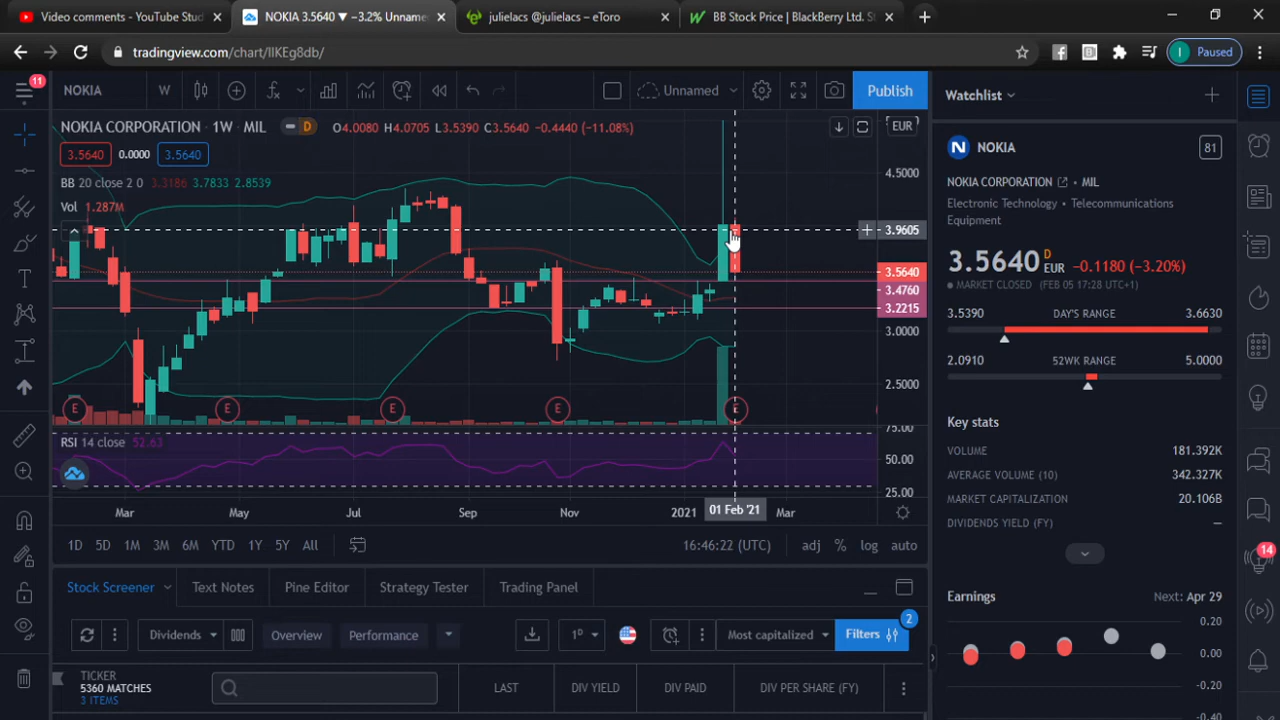 Video comments - YouTube Studio
NOKIA 3.5640 ▼ −3.2% Unname
julielacs @julielacs – eToro
BB Stock Price | BlackBerry Ltd. St
tradingview.com/chart/IlKEg8db/
Paused
11
NOKIA
W
Unnamed
Publish
Watchlist
NOKIA CORPORATION · 1W · MIL
D
O4.0080 H4.0705 L3.5390 C3.5640 −0.4440 (−11.08%)
EUR
3.5640 0.0000 3.5640
BB 20 close 2 0 3.3186 3.7833 2.8539
Vol 1.287M
4.5000
3.9605
3.5640
3.4760
3.2215
3.0000
2.5000
E E E E E
RSI 14 close 52.63
75.00
50.00
25.00
Mar May Jul Sep Nov 2021 01 Feb '21 Mar
1D 5D 1M 3M 6M YTD 1Y 5Y All
16:46:22 (UTC) adj % log auto
Stock Screener Text Notes Pine Editor Strategy Tester Trading Panel
Dividends Overview Performance
1D
Most capitalized Filters 2
TICKER
5360 MATCHES
3 ITEMS
LAST DIV YIELD DIV PAID DIV PER SHARE (FY)
NOKIA 81
NOKIA CORPORATION · MIL
Electronic Technology · Telecommunications
Equipment
3.5640 D EUR −0.1180 (−3.20%)
MARKET CLOSED (FEB 05 17:28 UTC+1)
3.5390 DAY'S RANGE 3.6630
2.0910 52WK RANGE 5.0000
Key stats
VOLUME 181.392K
AVERAGE VOLUME (10) 342.327K
MARKET CAPITALIZATION 20.106B
DIVIDENDS YIELD (FY) –
Earnings Next: Apr 29
0.20
0.00
-0.20
-0.40
14